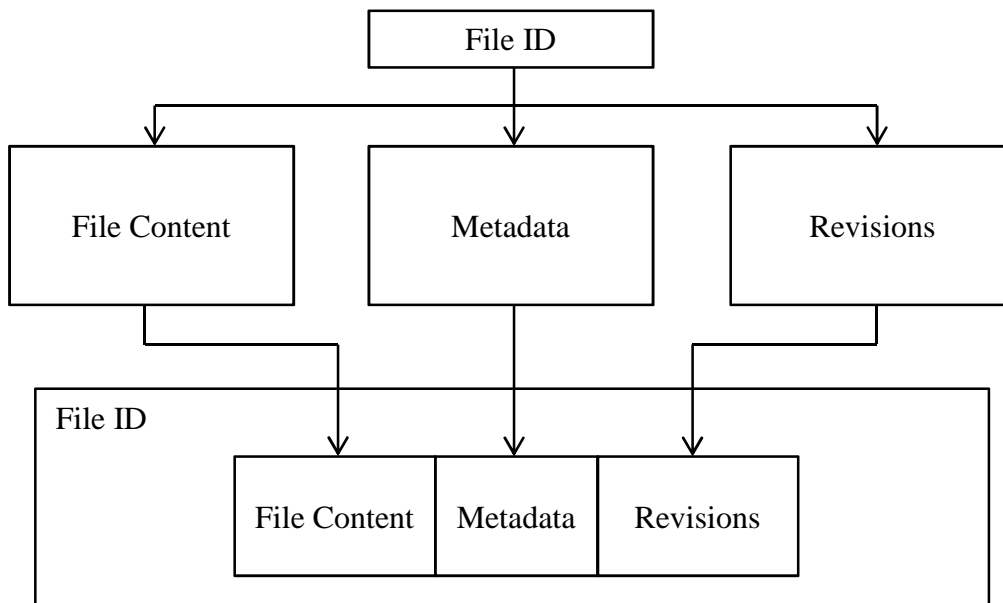 File ID
File Content
Metadata
Revisions
File ID
File Content
Metadata
Revisions